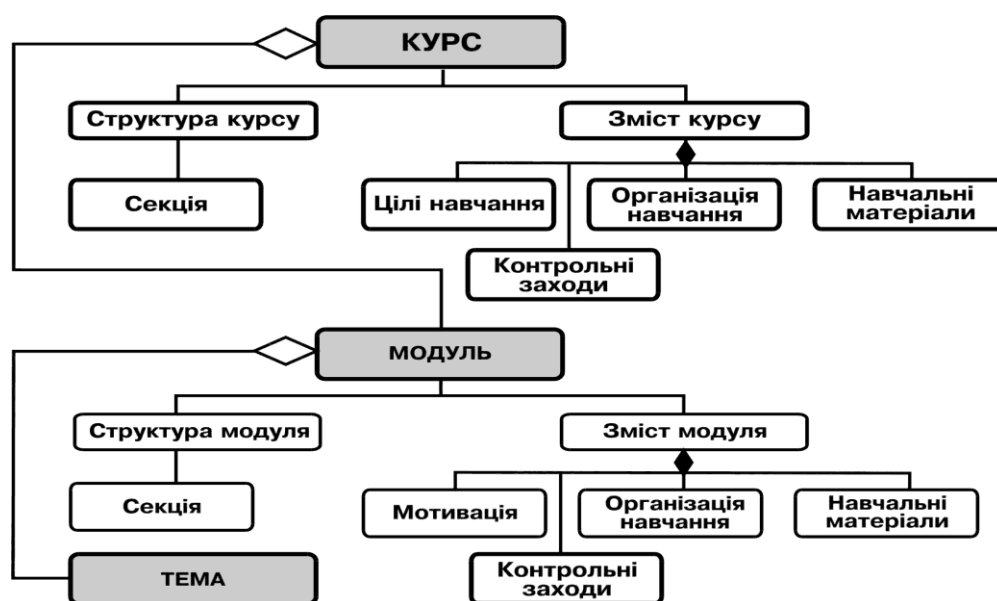 КУРС
Структура курсу
Зміст курсу
Секція
Цілі навчання
Організація
навчання
Навчальні
матеріали
Контрольні
заходи
МОДУЛЬ
Структура модуля
Зміст модуля
Секція
Мотивація
Організація
навчання
Навчальні
матеріали
Контрольні
заходи
ТЕМА